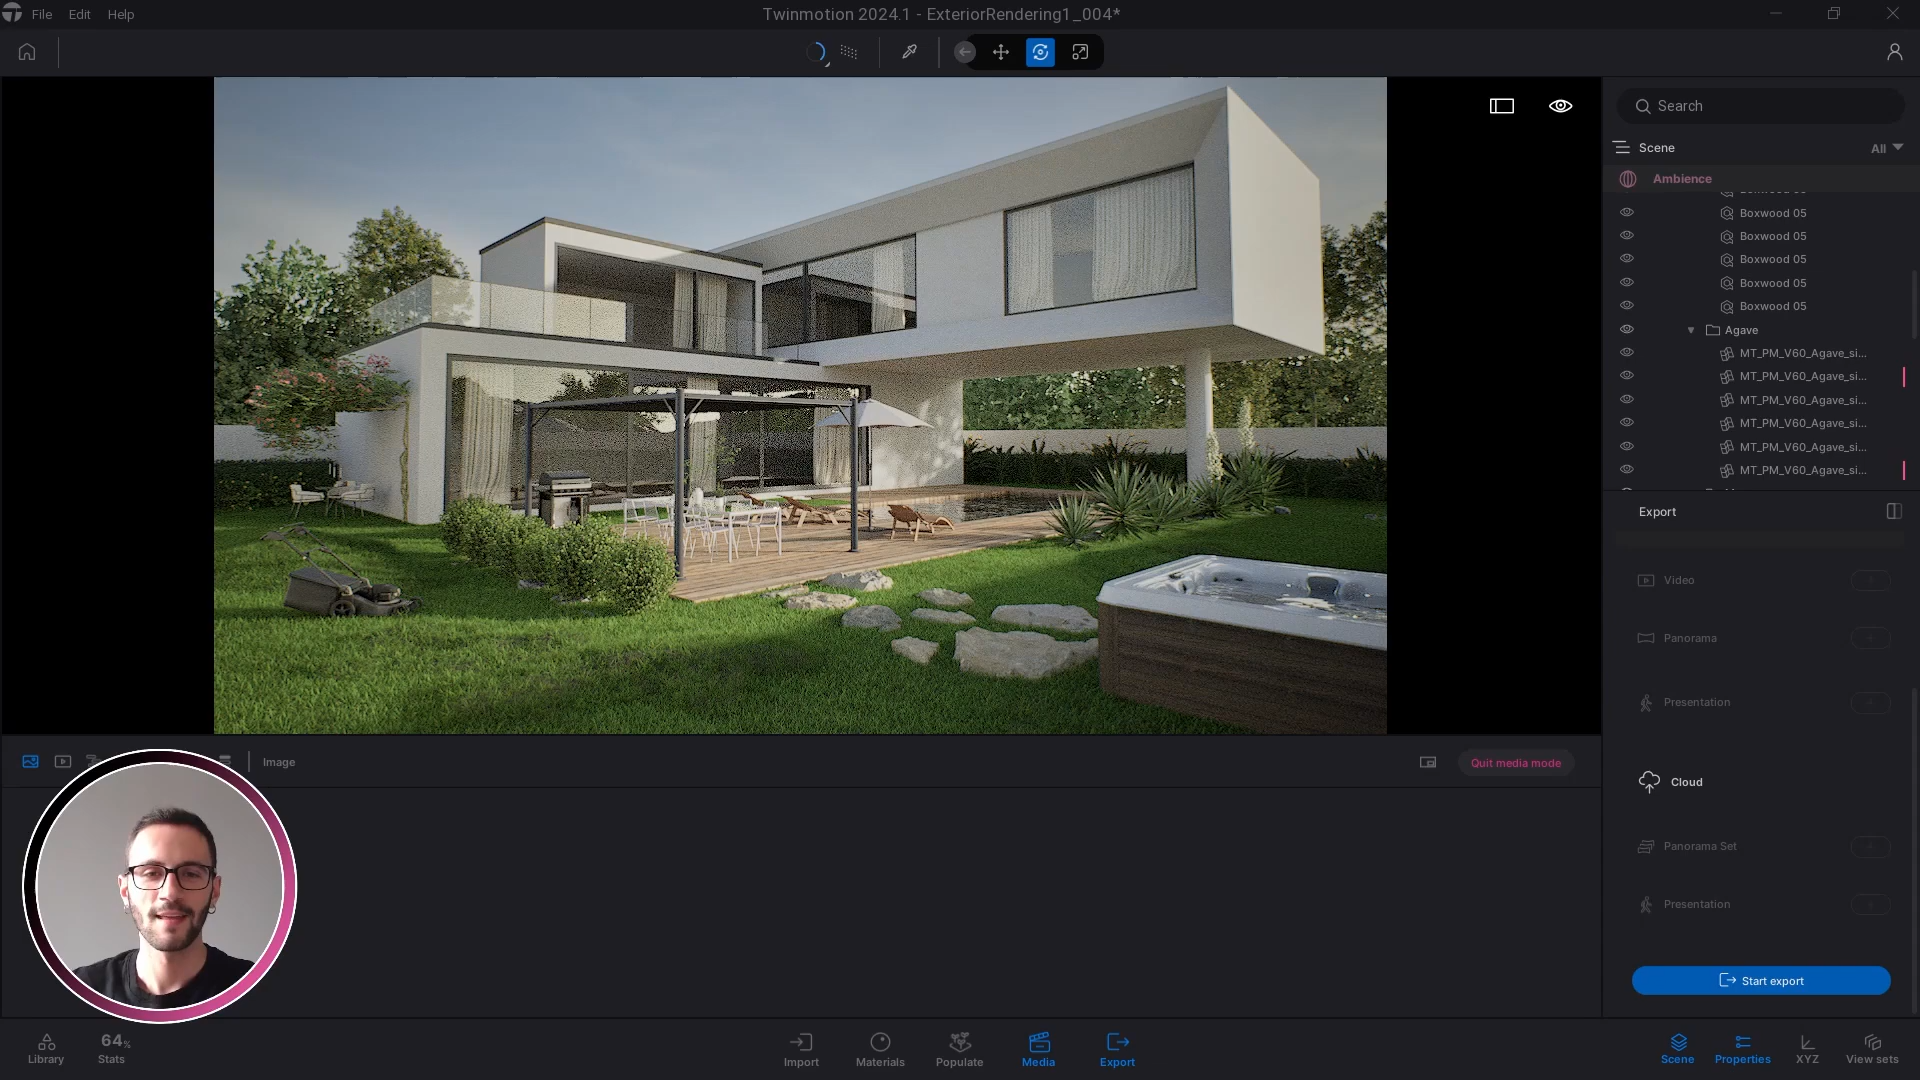 File Edit Help
Twinmotion 2024.1 - ExteriorRendering1_004*
Search
Scene
All
Ambience
Boxwood 05
Boxwood 05
Boxwood 05
Boxwood 05
Boxwood 05
Boxwood 05
Agave
MT_PM_V60_Agave_si...
MT_PM_V60_Agave_si...
MT_PM_V60_Agave_si...
MT_PM_V60_Agave_si...
MT_PM_V60_Agave_si...
MT_PM_V60_Agave_si...
Export
Video
Panorama
Presentation
Image
Quit media mode
Cloud
Panorama Set
Presentation
Start export
Library
64%
Stats
Import
Materials
Populate
Media
Export
Scene
Properties
XYZ
View sets